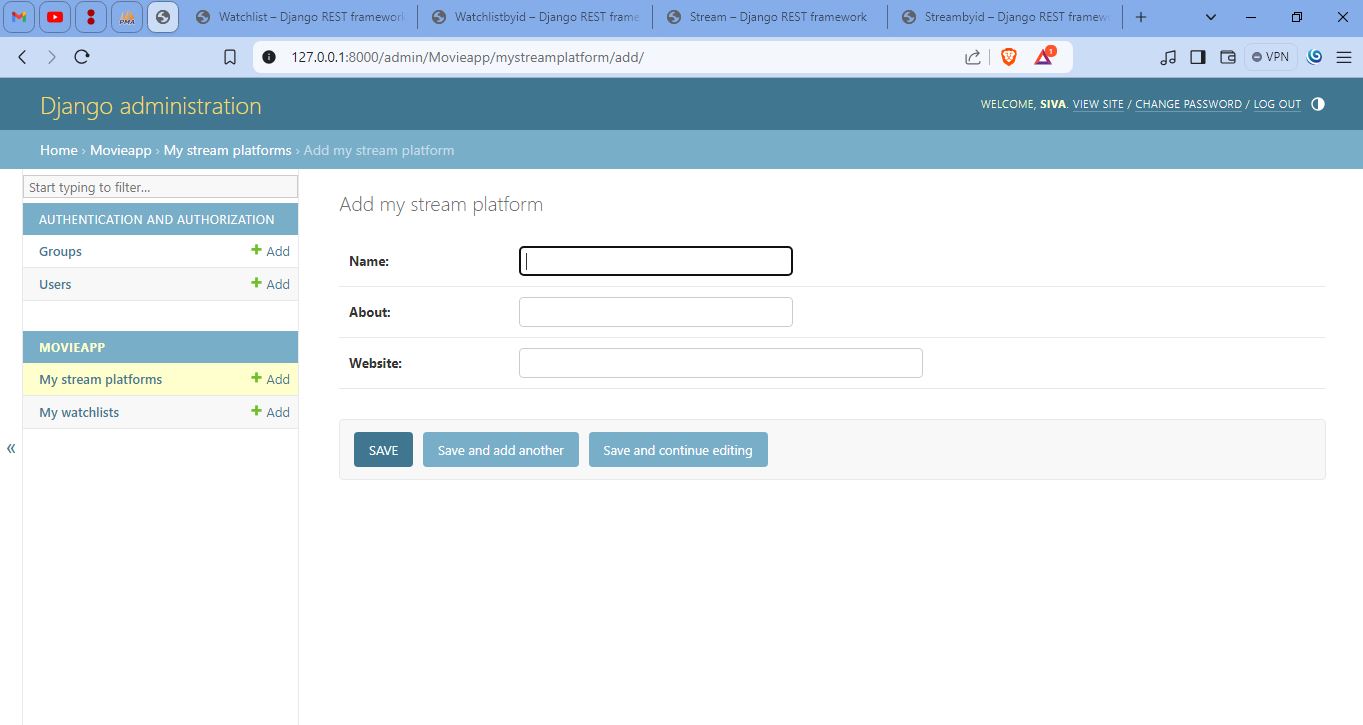 PMA
Watchlist – Django REST framework
Watchlistbyid – Django REST frame
Stream – Django REST framework
Streambyid – Django REST framew
127.0.0.1:8000/admin/Movieapp/mystreamplatform/add/
1
VPN
Django administration
WELCOME, SIVA. VIEW SITE / CHANGE PASSWORD / LOG OUT
Home › Movieapp › My stream platforms › Add my stream platform
Start typing to filter...
AUTHENTICATION AND AUTHORIZATION
Groups + Add
Users + Add
MOVIEAPP
My stream platforms + Add
My watchlists + Add
«
Add my stream platform
Name:
About:
Website:
SAVE Save and add another Save and continue editing